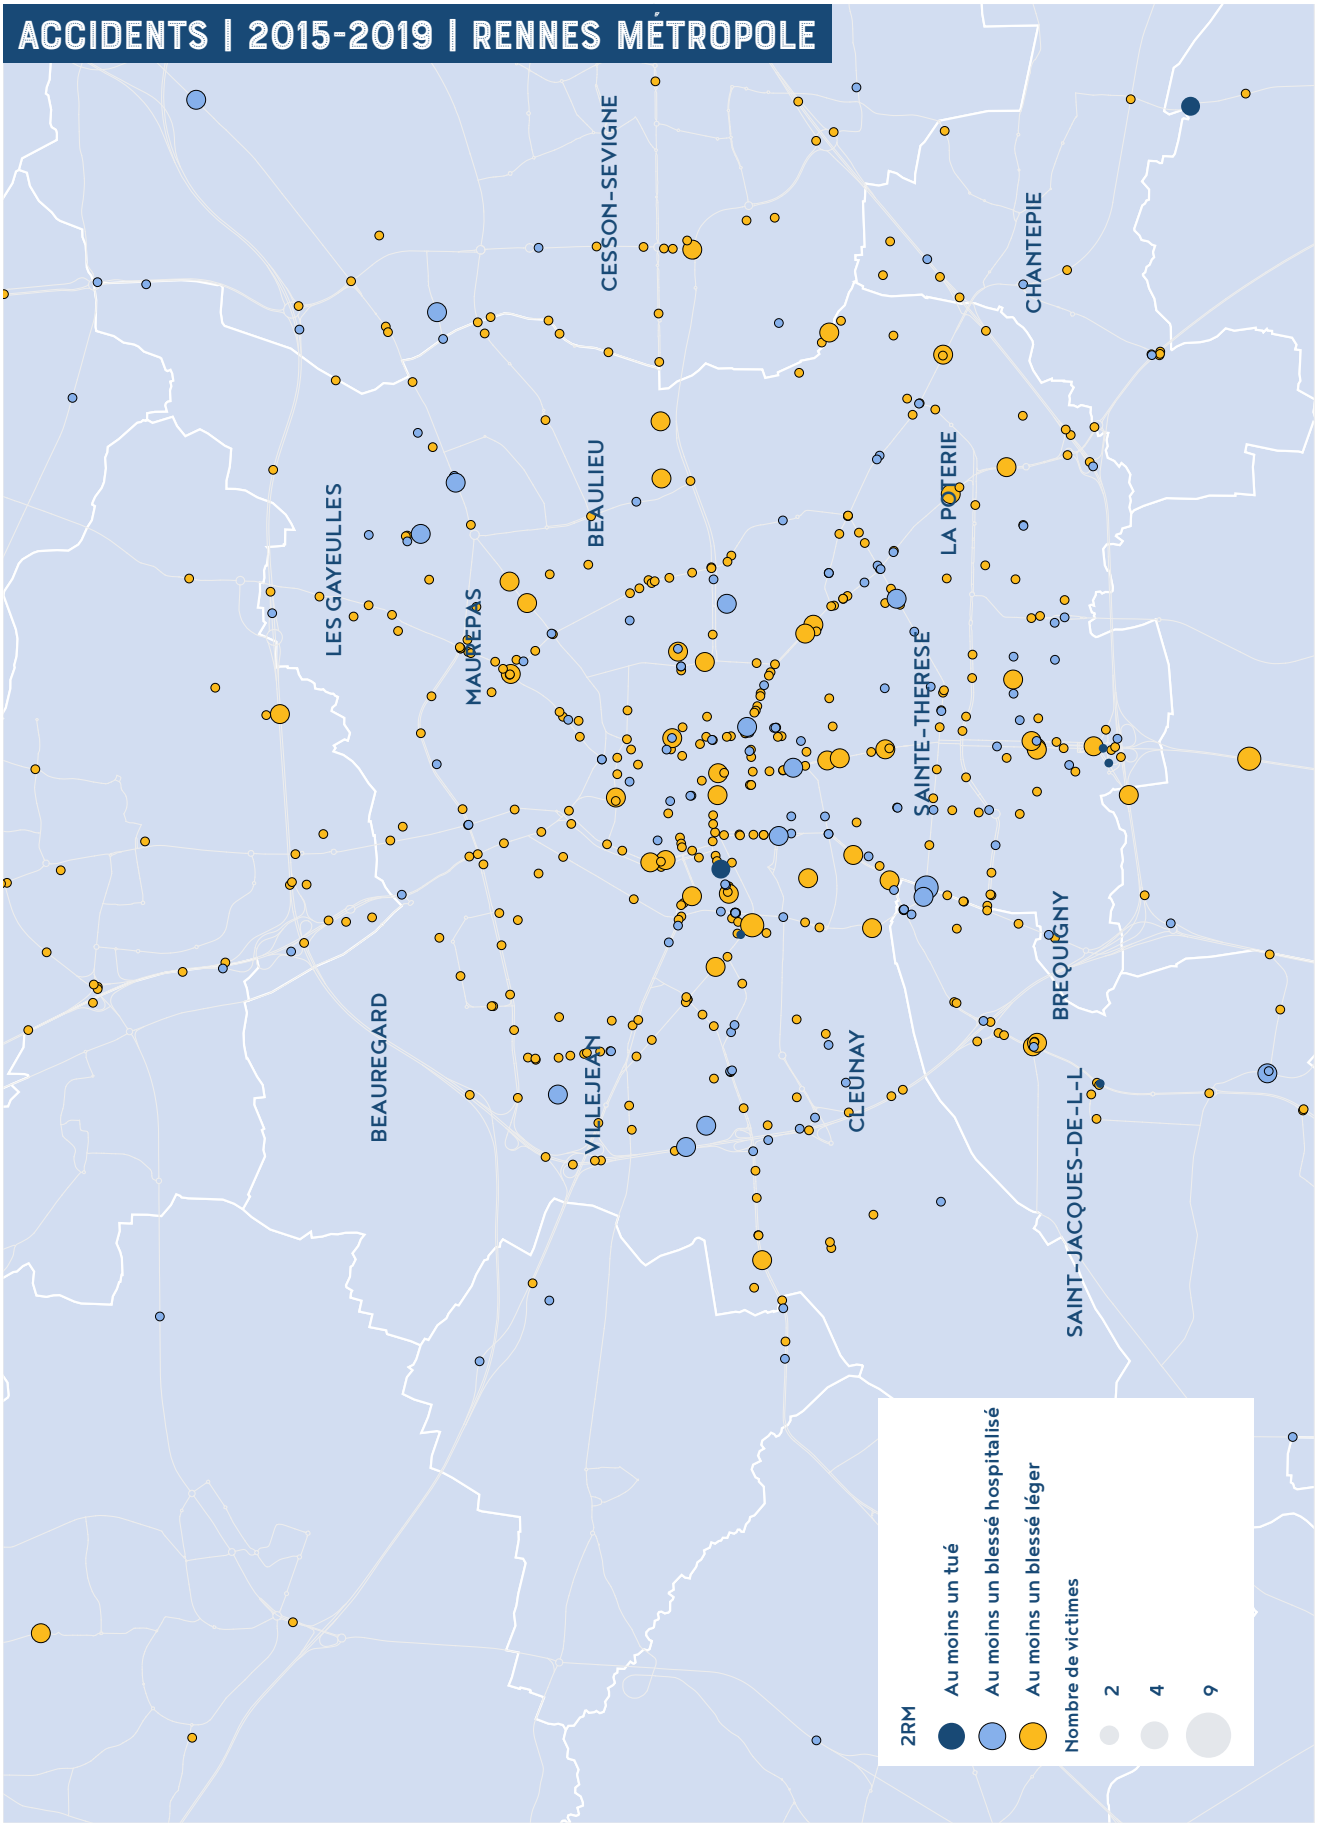 ACCIDENTS | 2015-2019 | RENNES MÉTROPOLE
CESSON-SEVIGNE
CHANTEPIE
LES GAYEULLES
BEAULIEU
LA POTERIE
MAUREPAS
SAINTE-THERESE
BREQUIGNY
BEAUREGARD
VILLEJEAN
CLEUNAY
SAINT-JACQUES-DE-L-L
2RM
Au moins un tué
Au moins un blessé hospitalisé
Au moins un blessé léger
Nombre de victimes
2
4
9